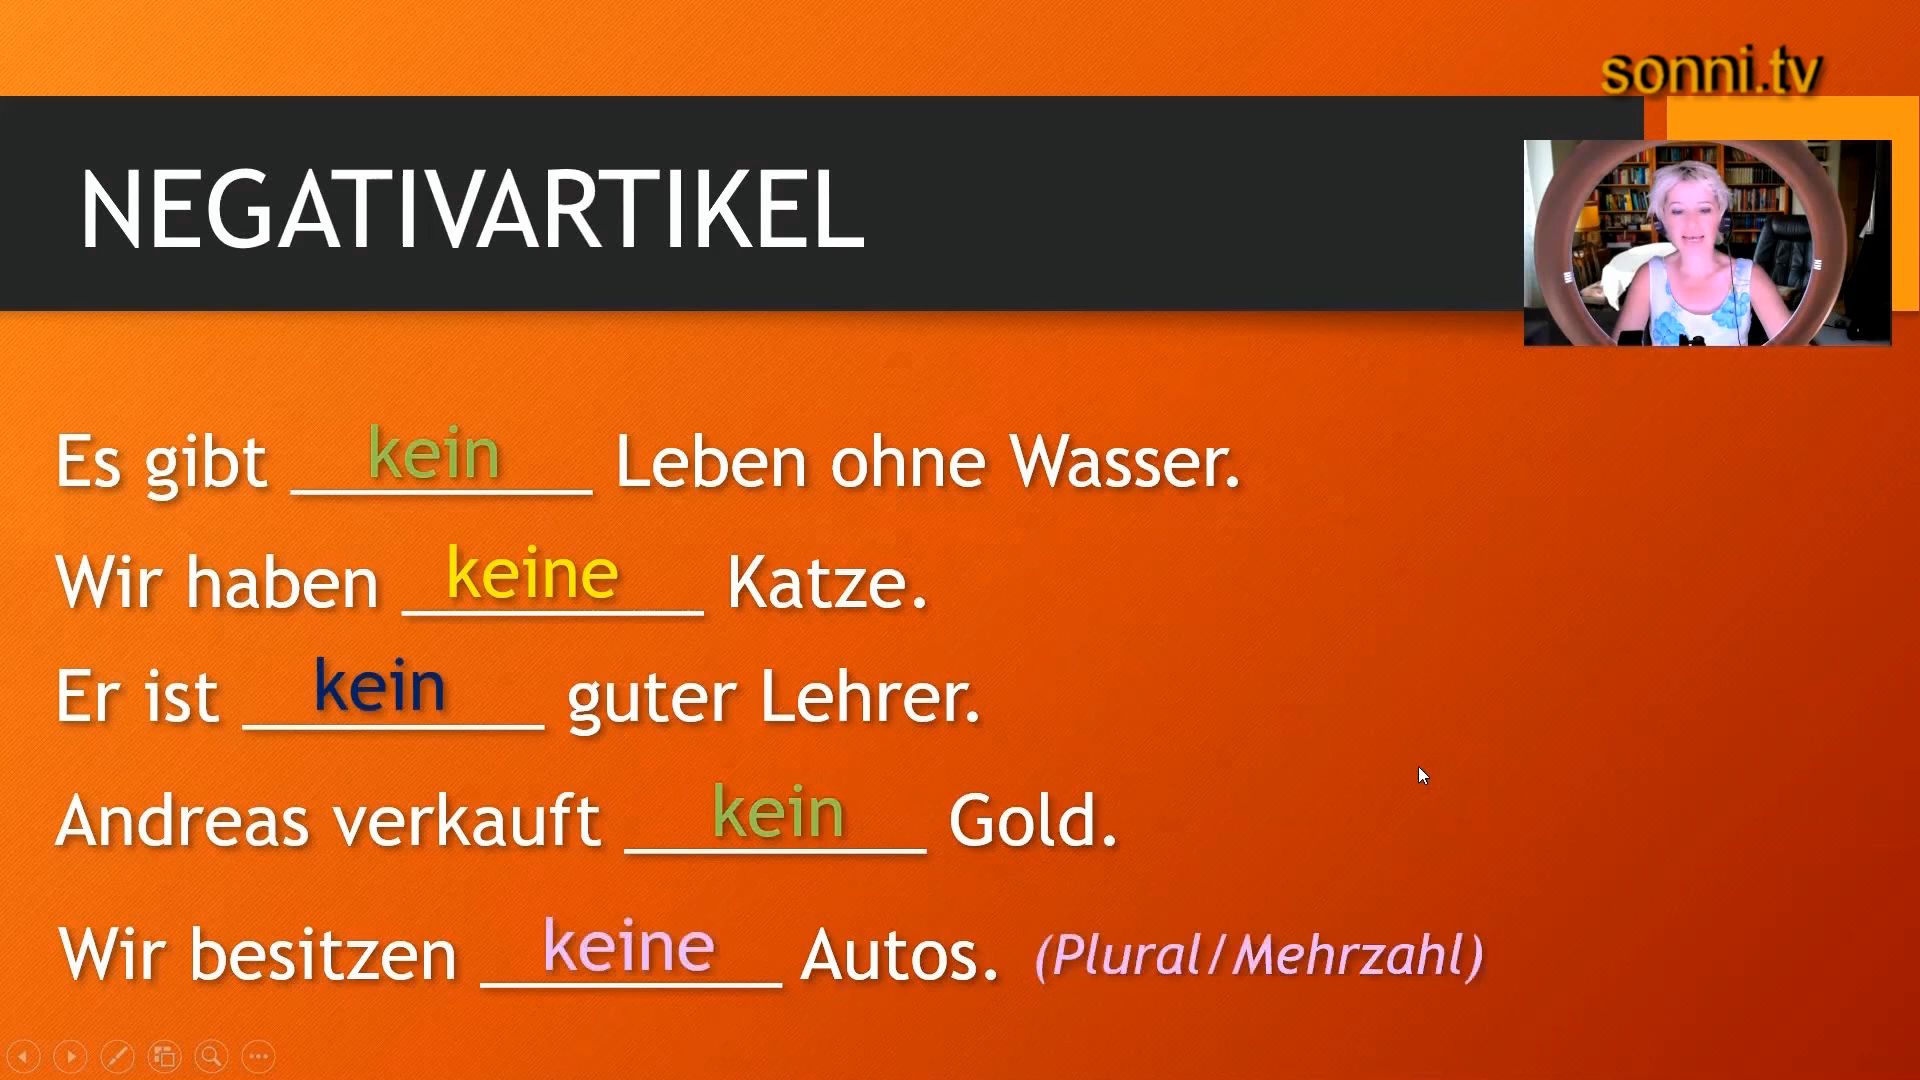 sonni.tv
NEGATIVARTIKEL
Es gibt kein Leben ohne Wasser.
Wir haben keine Katze.
Er ist kein guter Lehrer.
Andreas verkauft kein Gold.
Wir besitzen keine Autos. (Plural/Mehrzahl)